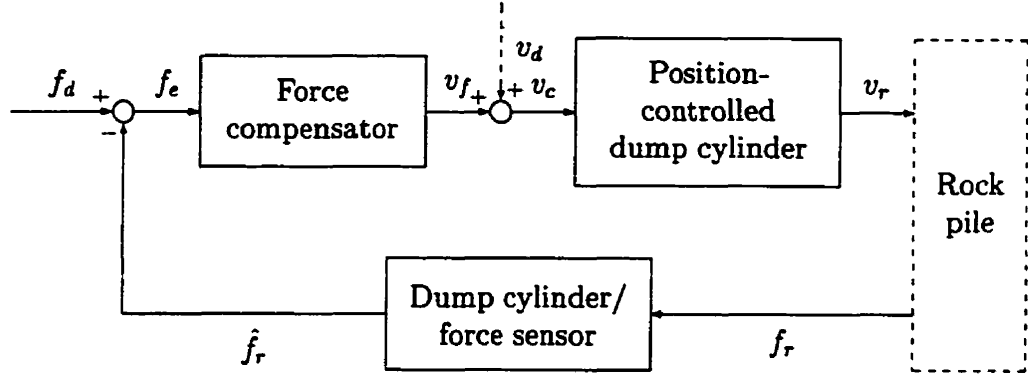 v_d
f_d + f_e Force compensator v_f + + v_c Position-controlled dump cylinder v_r
−
Rock
pile
Dump cylinder/
force sensor
f̂_r f_r